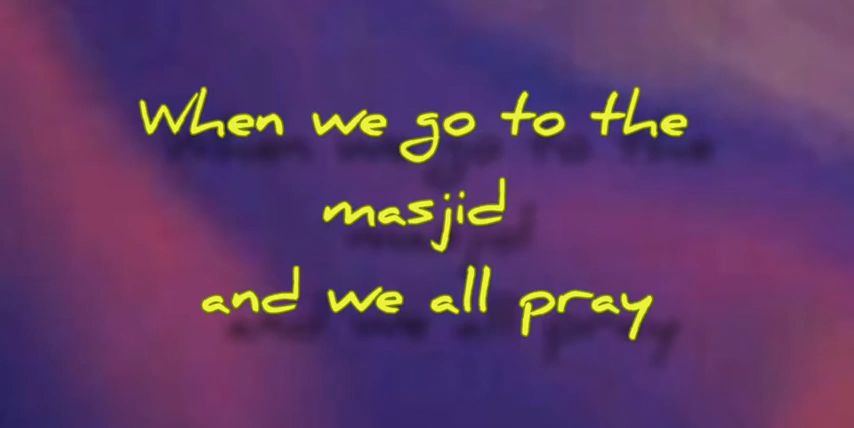 When we go to the
masjid
and we all pray